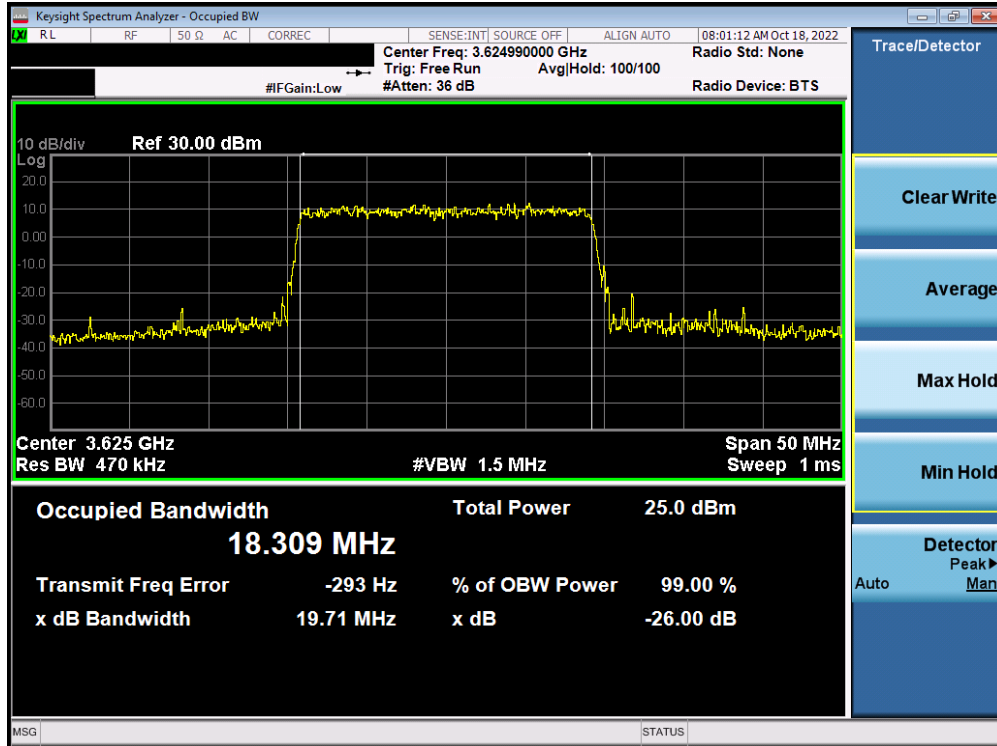 Keysight Spectrum Analyzer - Occupied BW
LXI RL RF 50 Ω AC CORREC SENSE:INT SOURCE OFF ALIGN AUTO 08:01:12 AM Oct 18, 2022
Center Freq: 3.624990000 GHz Radio Std: None
Trig: Free Run Avg|Hold: 100/100
#IFGain:Low #Atten: 36 dB Radio Device: BTS
Trace/Detector
10 dB/div Ref 30.00 dBm
Log
20.0
10.0
0.00
-10.0
-20.0
-30.0
-40.0
-50.0
-60.0
Center 3.625 GHz Span 50 MHz
Res BW 470 kHz #VBW 1.5 MHz Sweep 1 ms
Occupied Bandwidth Total Power 25.0 dBm
18.309 MHz
Transmit Freq Error -293 Hz % of OBW Power 99.00 %
x dB Bandwidth 19.71 MHz x dB -26.00 dB
Clear Write
Average
Max Hold
Min Hold
Detector
Peak▶
Auto Man
MSG STATUS